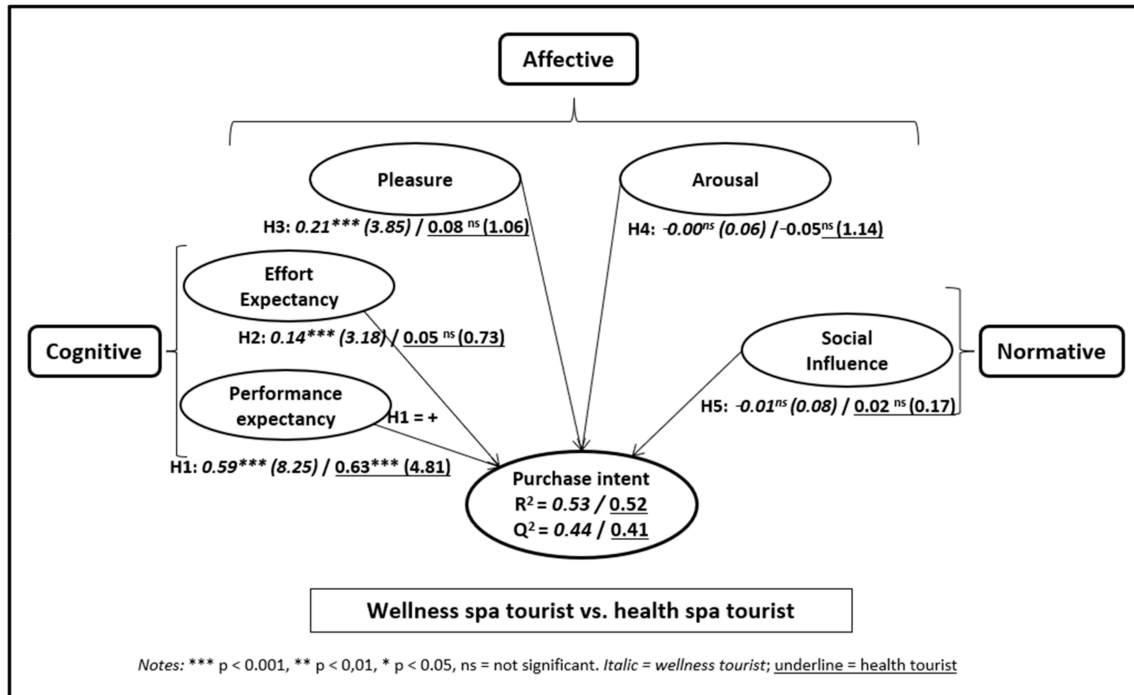 Affective
Pleasure
Arousal
H3: 0.21*** (3.85) / 0.08 ns (1.06)
H4: -0.00ns (0.06) /-0.05ns (1.14)
Effort
Expectancy
H2: 0.14*** (3.18) / 0.05 ns (0.73)
Cognitive
Social
Influence
Normative
H5: -0.01ns (0.08) / 0.02 ns (0.17)
Performance
expectancy
H1 = +
H1: 0.59*** (8.25) / 0.63*** (4.81)
Purchase intent
R² = 0.53 / 0.52
Q² = 0.44 / 0.41
Wellness spa tourist vs. health spa tourist
Notes: *** p < 0.001, ** p < 0,01, * p < 0.05, ns = not significant. Italic = wellness tourist; underline = health tourist